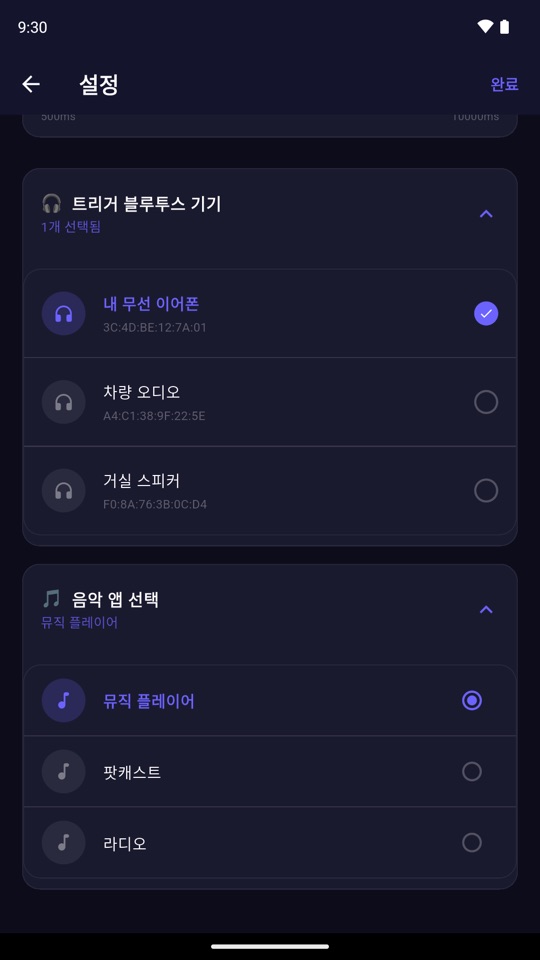 9:30
설정
완료
500ms 10000ms
트리거 블루투스 기기
1개 선택됨
내 무선 이어폰
3C:4D:BE:12:7A:01
차량 오디오
A4:C1:38:9F:22:5E
거실 스피커
F0:8A:76:3B:0C:D4
음악 앱 선택
뮤직 플레이어
뮤직 플레이어
팟캐스트
라디오